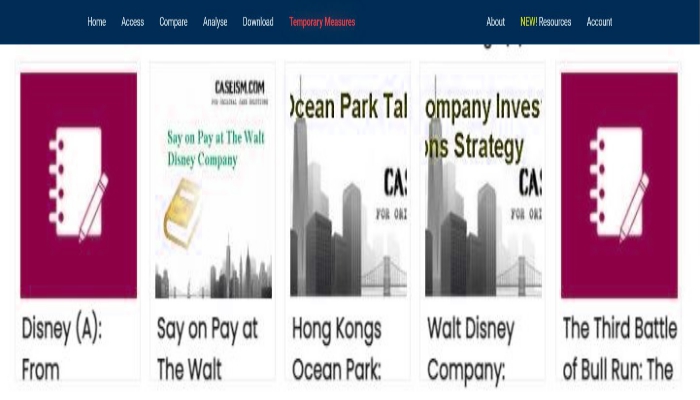 Home Access Compare Analyse Download Temporary Measures About NEW! Resources Account
CASEISM.COM
FOR ORIGINAL CASE SOLUTIONS
Say on Pay at The Walt
Disney Company
Ocean Park Tal
CA
FOR ORI
ompany Inves
ns Strategy
CA
FOR ORI
Disney (A):
From
Say on Pay at
The Walt
Hong Kongs
Ocean Park:
Walt Disney
Company:
The Third Battle
of Bull Run: The